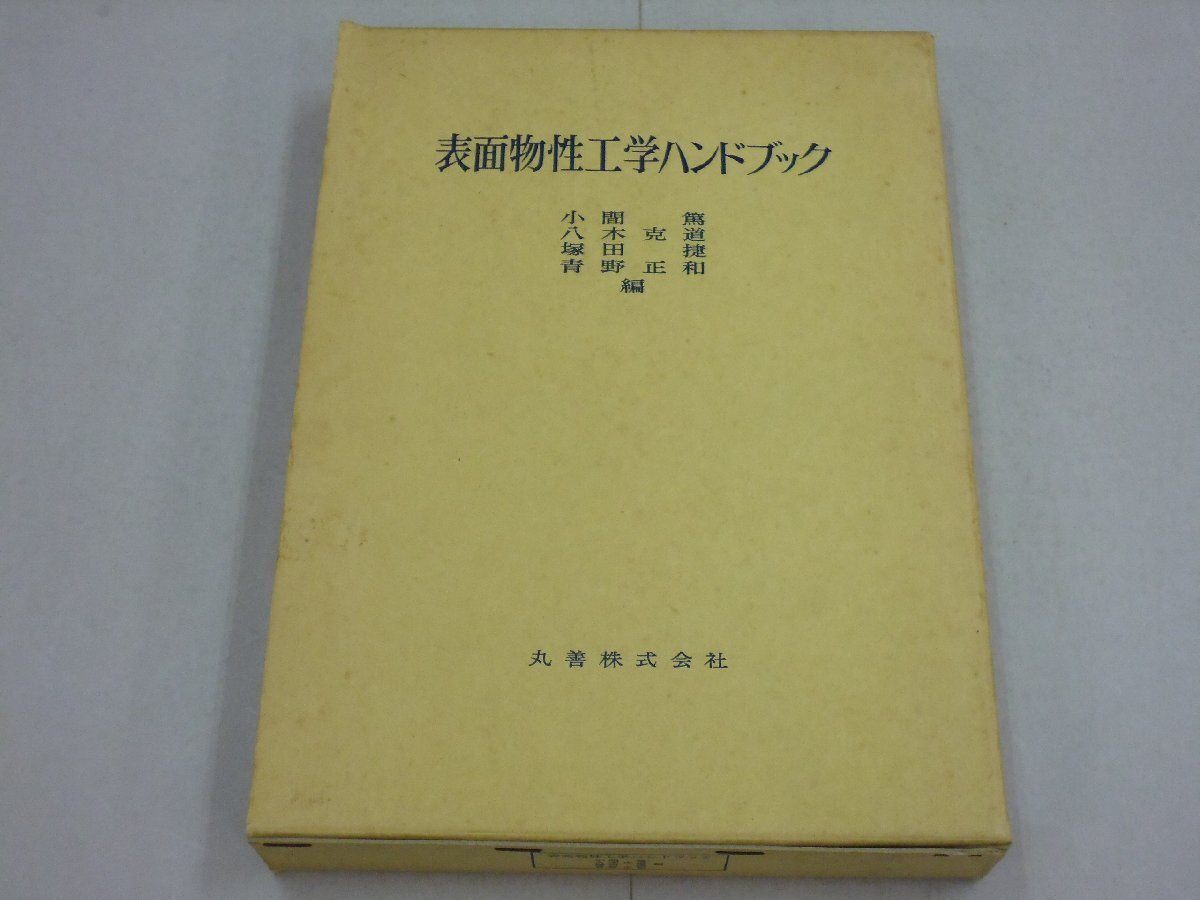 表面物性工学ハンドブック
小間 篤
八木克道
塚田 捷
青野正和
編
丸善株式会社